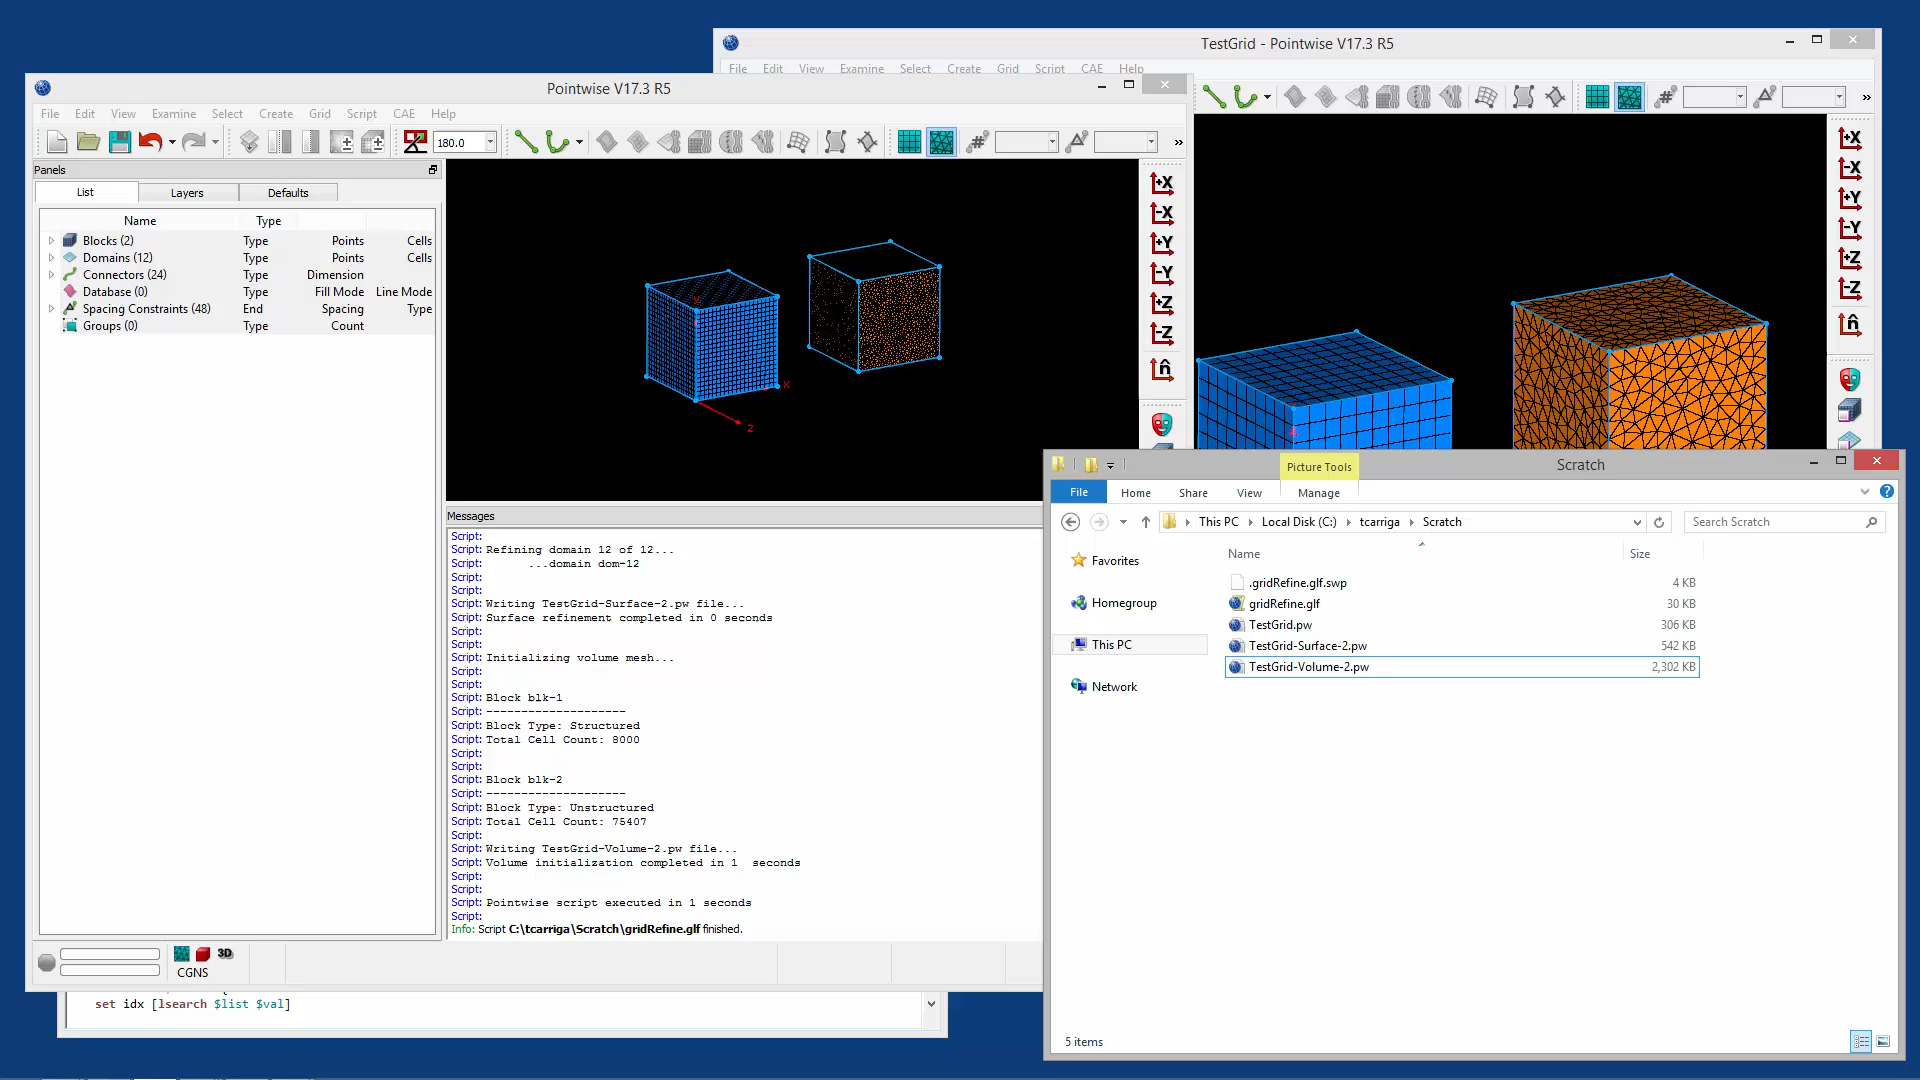 TestGrid - Pointwise V17.3 R5
File Edit View Examine Select Create Grid Script CAE Help
Pointwise V17.3 R5
File Edit View Examine Select Create Grid Script CAE Help
180.0
»
»
Panels
List Layers Defaults
Name Type
Blocks (2) Type Points Cells
Domains (12) Type Points Cells
Connectors (24) Type Dimension
Database (0) Type Fill Mode Line Mode
Spacing Constraints (48) End Spacing Type
Groups (0) Type Count
y
x
z
+X
-X
+Y
-Y
+Z
-Z
n̂
+X
-X
+Y
-Y
+Z
-Z
n̂
Messages
Script:
Script: Refining domain 12 of 12...
Script: ...domain dom-12
Script:
Script:
Script: Writing TestGrid-Surface-2.pw file...
Script: Surface refinement completed in 0 seconds
Script:
Script:
Script: Initializing volume mesh...
Script:
Script:
Script: Block blk-1
Script: --------------------
Script: Block Type: Structured
Script: Total Cell Count: 8000
Script:
Script:
Script: Block blk-2
Script: --------------------
Script: Block Type: Unstructured
Script: Total Cell Count: 75407
Script:
Script: Writing TestGrid-Volume-2.pw file...
Script: Volume initialization completed in 1 seconds
Script:
Script:
Script: Pointwise script executed in 1 seconds
Script:
Info: Script C:\tcarriga\Scratch\gridRefine.glf finished.
3D
CGNS
set idx [lsearch $list $val]
Picture Tools
Scratch
File Home Share View Manage
This PC Local Disk (C:) tcarriga Scratch
Search Scratch
Favorites
Homegroup
This PC
Network
Name Size
.gridRefine.glf.swp 4 KB
gridRefine.glf 30 KB
TestGrid.pw 306 KB
TestGrid-Surface-2.pw 542 KB
TestGrid-Volume-2.pw 2,302 KB
5 items